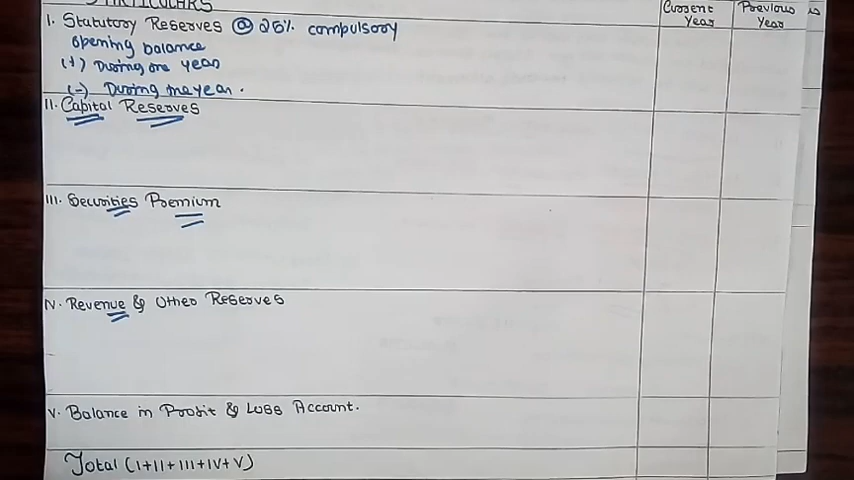 PARTICULARS
Current Year
Previous Year
I. Statutory Reserves @ 25% compulsory
Opening balance
(+) During the year
(-) During the year.
II. Capital Reserves
III. Securities Premium
IV. Revenue & Other Reserves
V. Balance in Profit & Loss Account.
Total (I+II+III+IV+V)